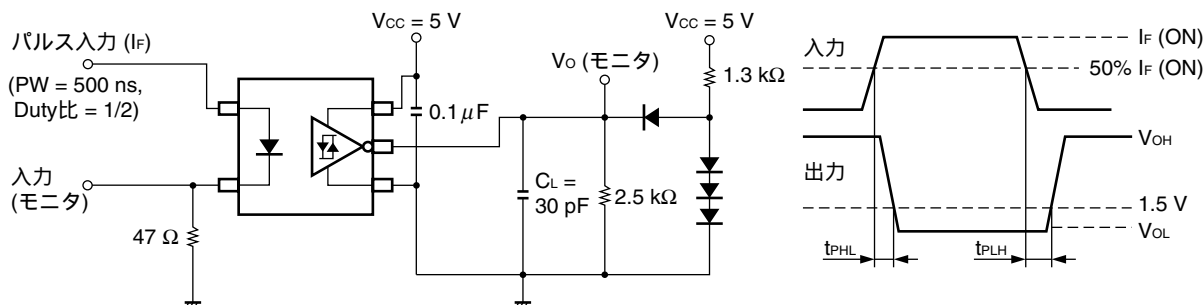 パルス入力 (IF)
(PW = 500 ns,
Duty比 = 1/2)
入力
(モニタ)
47 Ω
VCC = 5 V
0.1 μF
VO (モニタ)
CL =
30 pF
2.5 kΩ
VCC = 5 V
1.3 kΩ
入力
IF (ON)
50% IF (ON)
出力
VOH
1.5 V
VOL
tPHL
tPLH